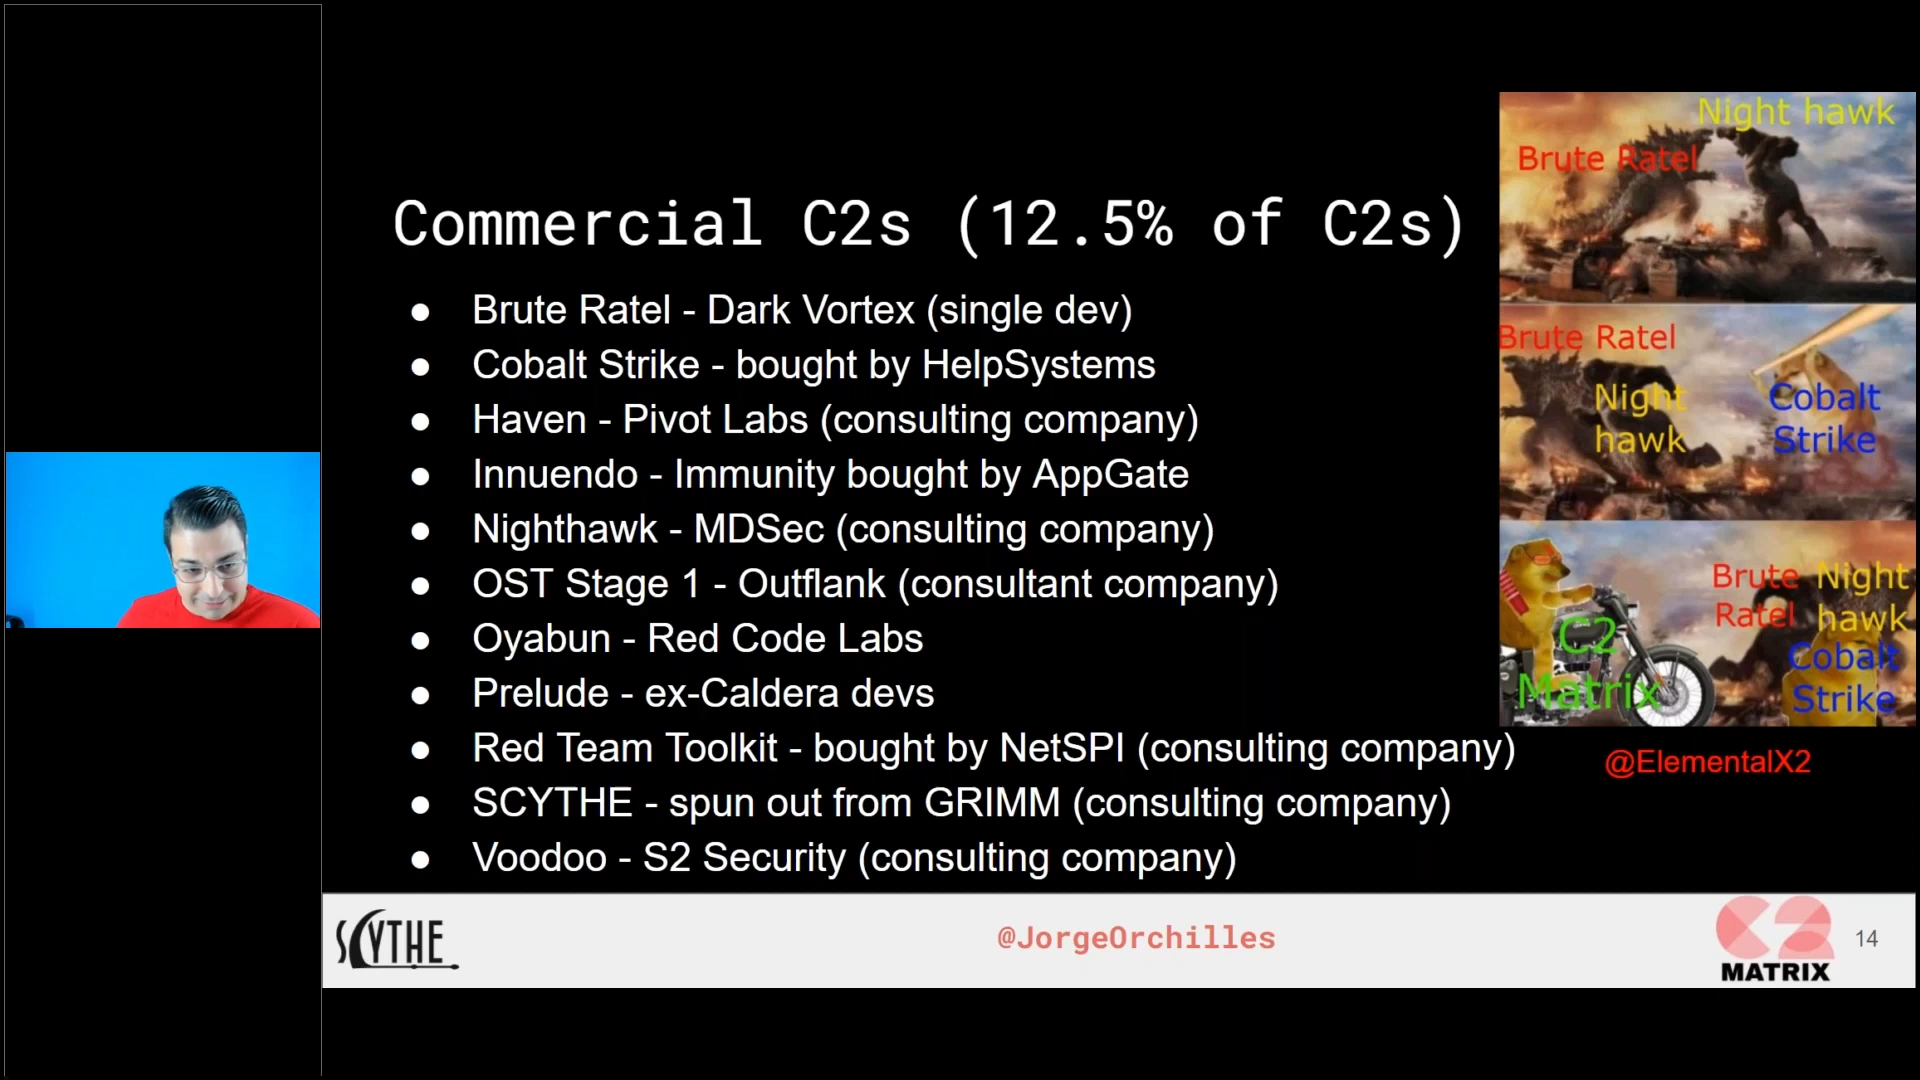 Commercial C2s (12.5% of C2s)
● Brute Ratel - Dark Vortex (single dev)
● Cobalt Strike - bought by HelpSystems
● Haven - Pivot Labs (consulting company)
● Innuendo - Immunity bought by AppGate
● Nighthawk - MDSec (consulting company)
● OST Stage 1 - Outflank (consultant company)
● Oyabun - Red Code Labs
● Prelude - ex-Caldera devs
● Red Team Toolkit - bought by NetSPI (consulting company)
● SCYTHE - spun out from GRIMM (consulting company)
● Voodoo - S2 Security (consulting company)
Night hawk
Brute Ratel
Brute Ratel
Night
hawk
Cobalt
Strike
C2
Matrix
Brute
Ratel
Night
hawk
Cobalt
Strike
@ElementalX2
SCYTHE
@JorgeOrchilles
C2
MATRIX
14